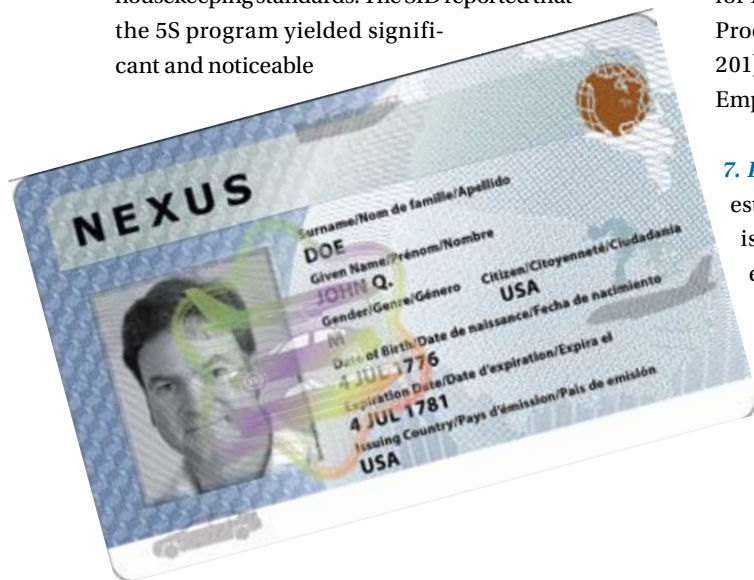 housekeeping standards. The SID reported that
the 5S program yielded signifi-
cant and noticeable
NEXUS
Surname/Nom de famille/Apellido
DOE
Given Name/Prénom/Nombre
JOHN Q.
Gender/Genre/Género Citizen/Citoyenneté/Ciudadania
M USA
Date of Birth/Date de naissance/Fecha de nacimiento
4 JUL 1776
Expiration Date/Date d'expiration/Expira el
4 JUL 1781
Issuing Country/Pays d'émission/Pais de emisión
USA
201
7.
est
is